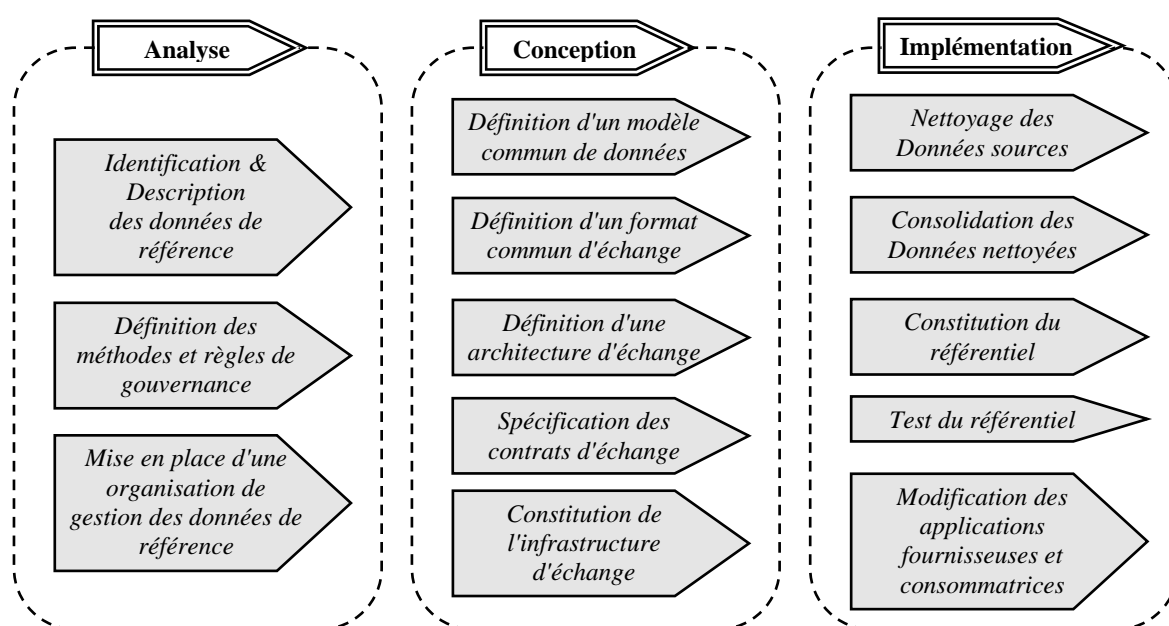 Analyse
Identification &
Description
des données de
référence
Définition des
méthodes et règles de
gouvernance
Mise en place d'une
organisation de
gestion des données de
référence
Conception
Définition d'un modèle
commun de données
Définition d'un format
commun d'échange
Définition d'une
architecture d'échange
Spécification des
contrats d'échange
Constitution de
l'infrastructure
d'échange
Implémentation
Nettoyage des
Données sources
Consolidation des
Données nettoyées
Constitution du
référentiel
Test du référentiel
Modification des
applications
fournisseuses et
consommatrices